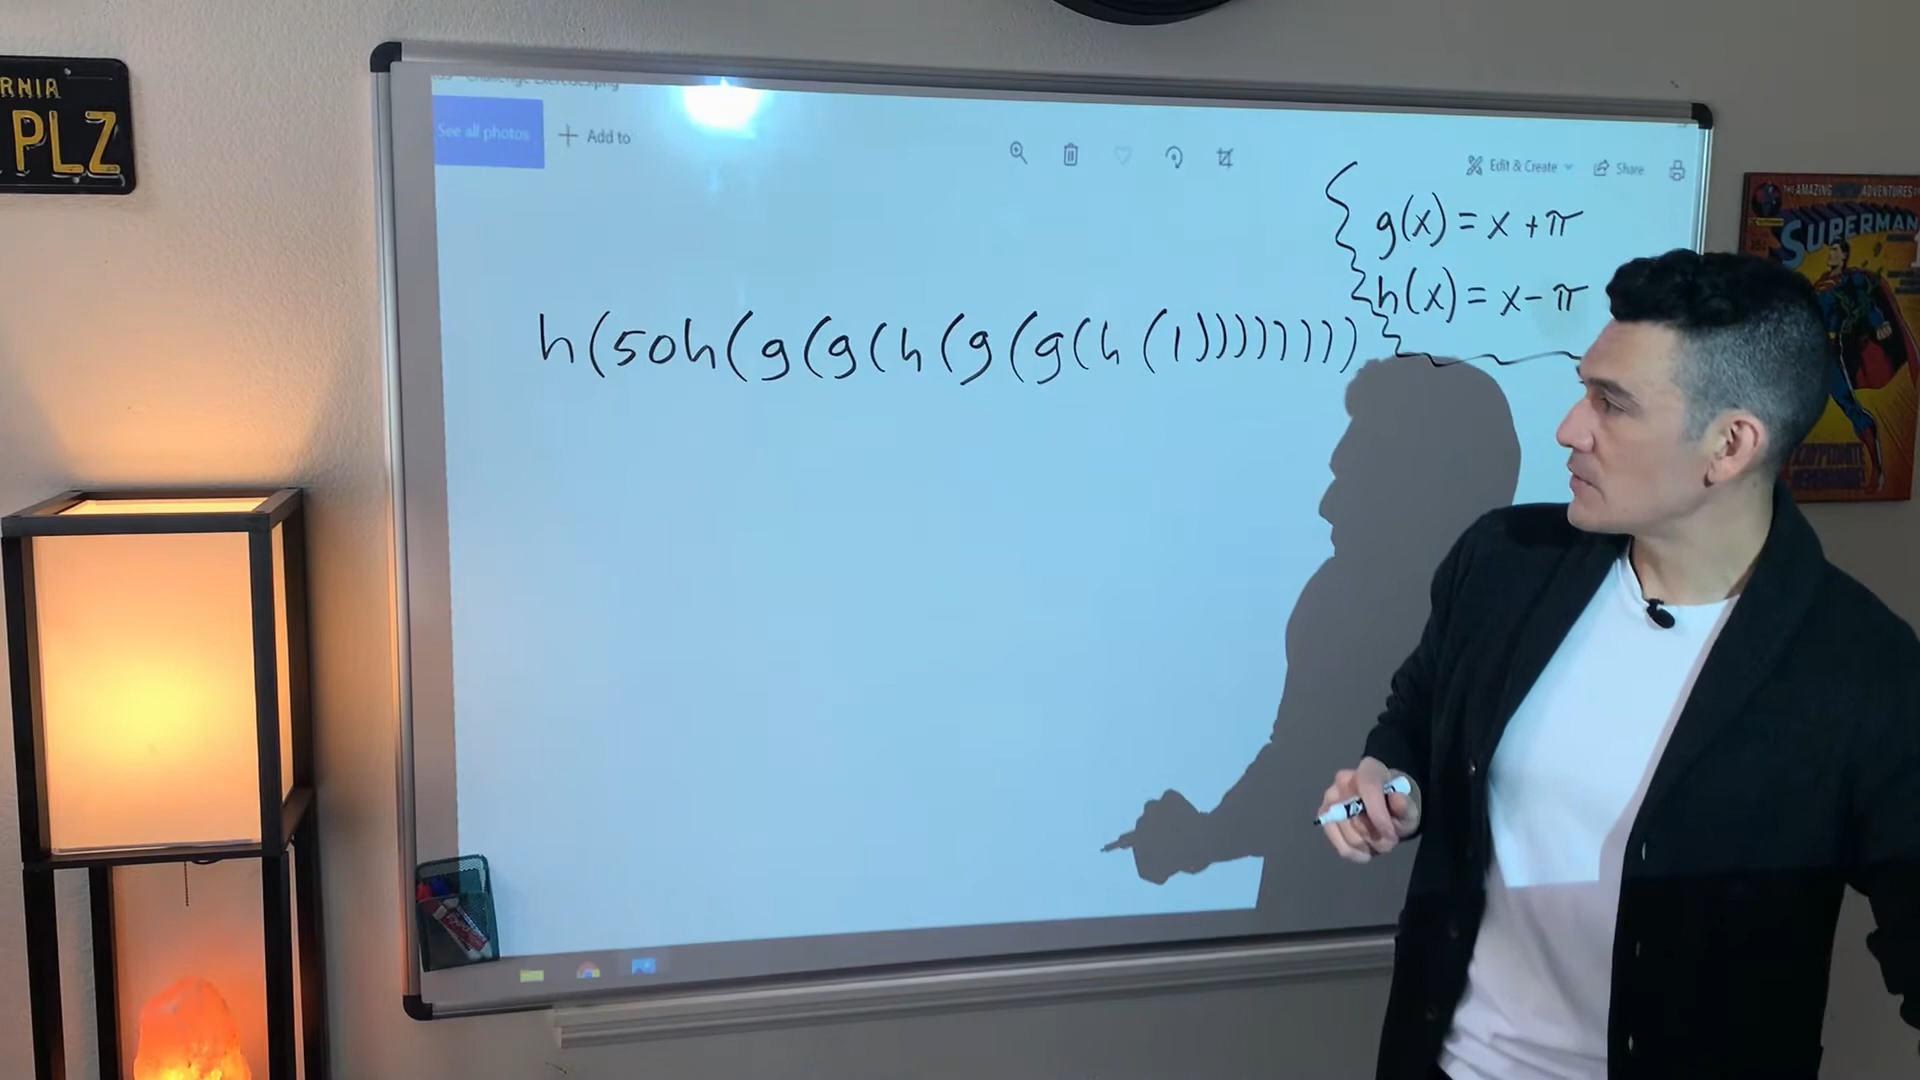 RNIA
PLZ
See all photos
+ Add to
Edit & Create
Share
g(x) = x + π
h(x) = x - π
h(50h(g(g(h(g(g(h(1))))))))
THE AMAZING ADVENTURES
SUPERMAN